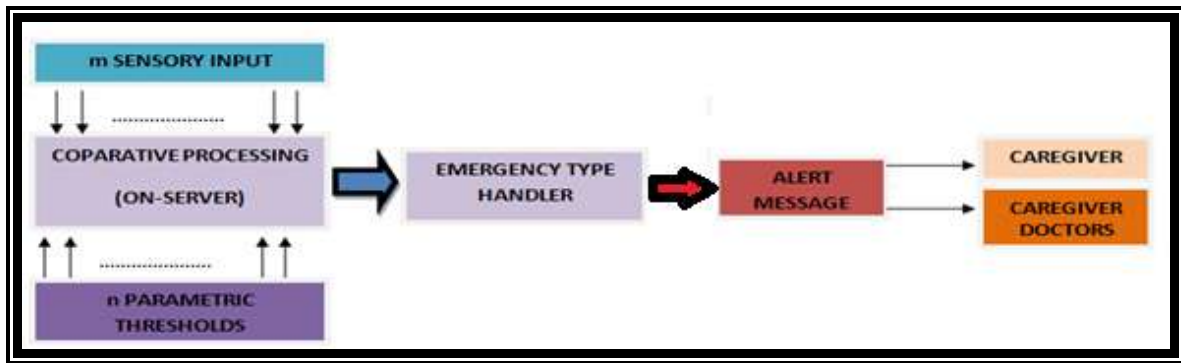 m SENSORY INPUT
COPARATIVE PROCESSING
(ON-SERVER)
n PARAMETRIC
THRESHOLDS
EMERGENCY TYPE
HANDLER
ALERT
MESSAGE
CAREGIVER
CAREGIVER
DOCTORS